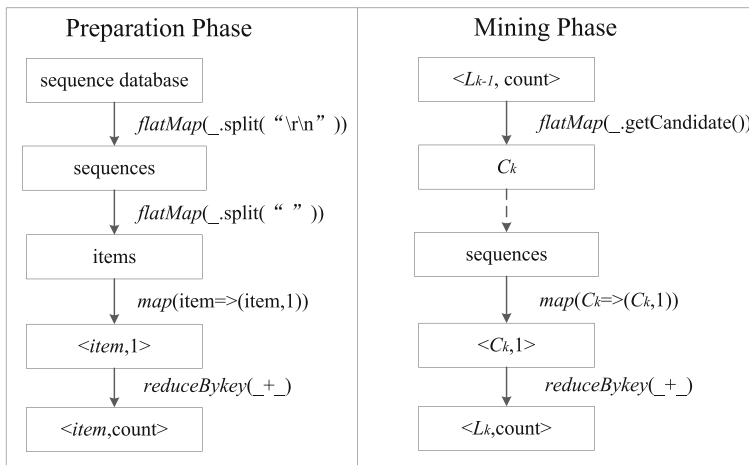 Preparation Phase
sequence database
flatMap(_.split(“\r\n”))
sequences
flatMap(_.split(“ ”))
items
map(item=>(item,1))
<item,1>
reduceBykey(_+_)
<item,count>
Mining Phase
<Lk-1, count>
flatMap(_.getCandidate())
Ck
sequences
map(Ck=>(Ck,1))
<Ck,1>
reduceBykey(_+_)
<Lk,count>